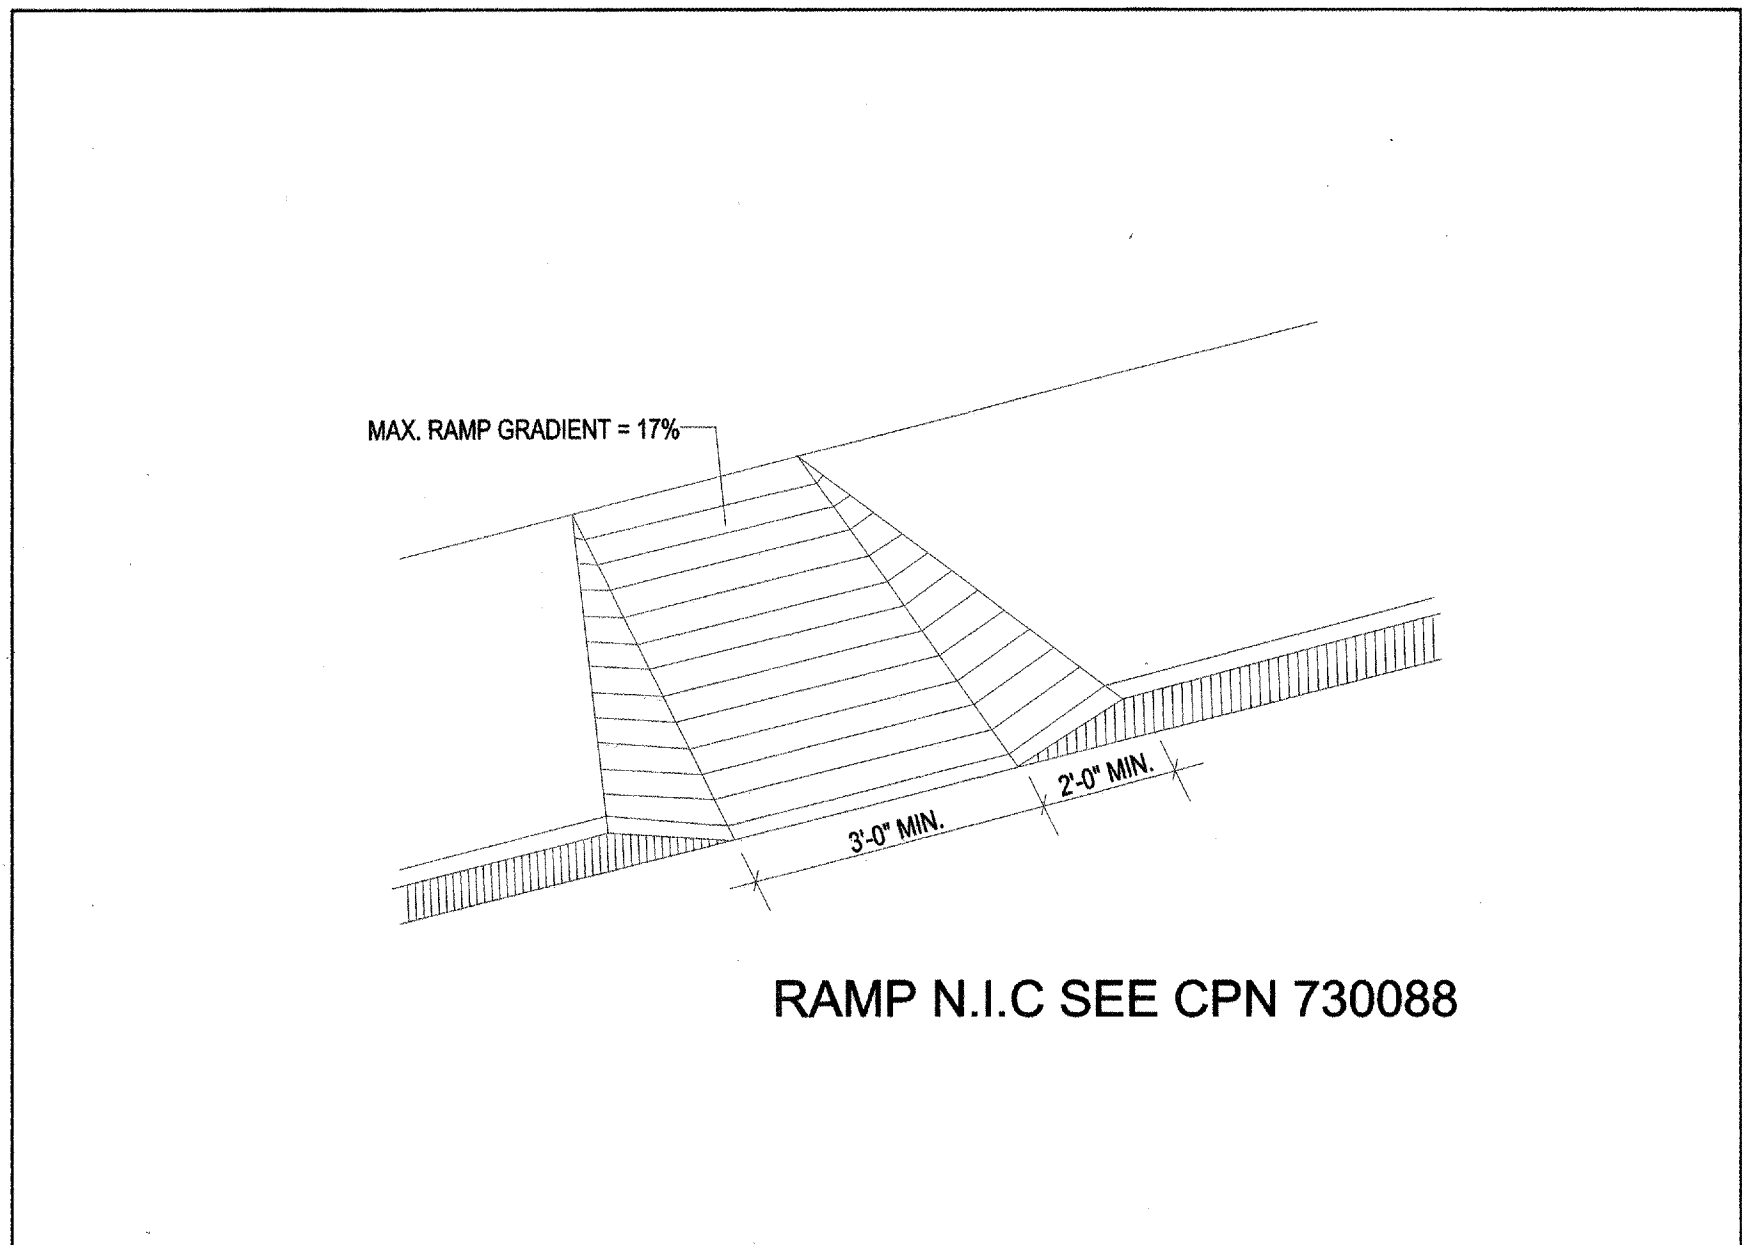 MAX. RAMP GRADIENT = 17%
2'-0" MIN.
3'-0" MIN.
RAMP N.I.C SEE CPN 730088